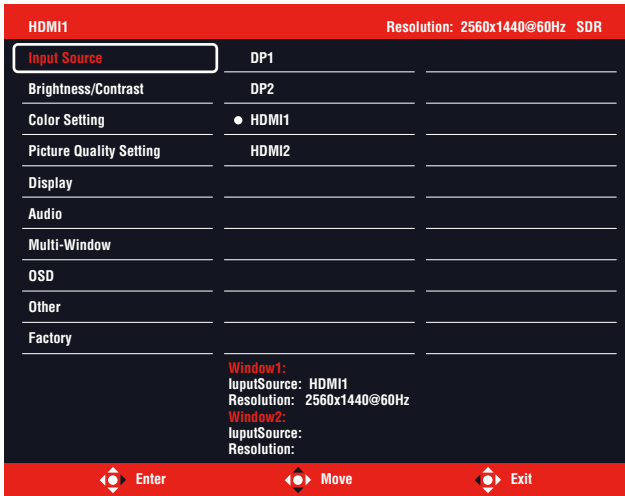 HDMI1 Resolution: 2560x1440@60Hz SDR
Input Source DP1
Brightness/Contrast DP2
Color Setting HDMI1
Picture Quality Setting HDMI2
Display
Audio
Multi-Window
OSD
Other
Factory
Window1:
IuputSource: HDMI1
Resolution: 2560x1440@60Hz
Window2:
IuputSource:
Resolution:
Enter Move Exit